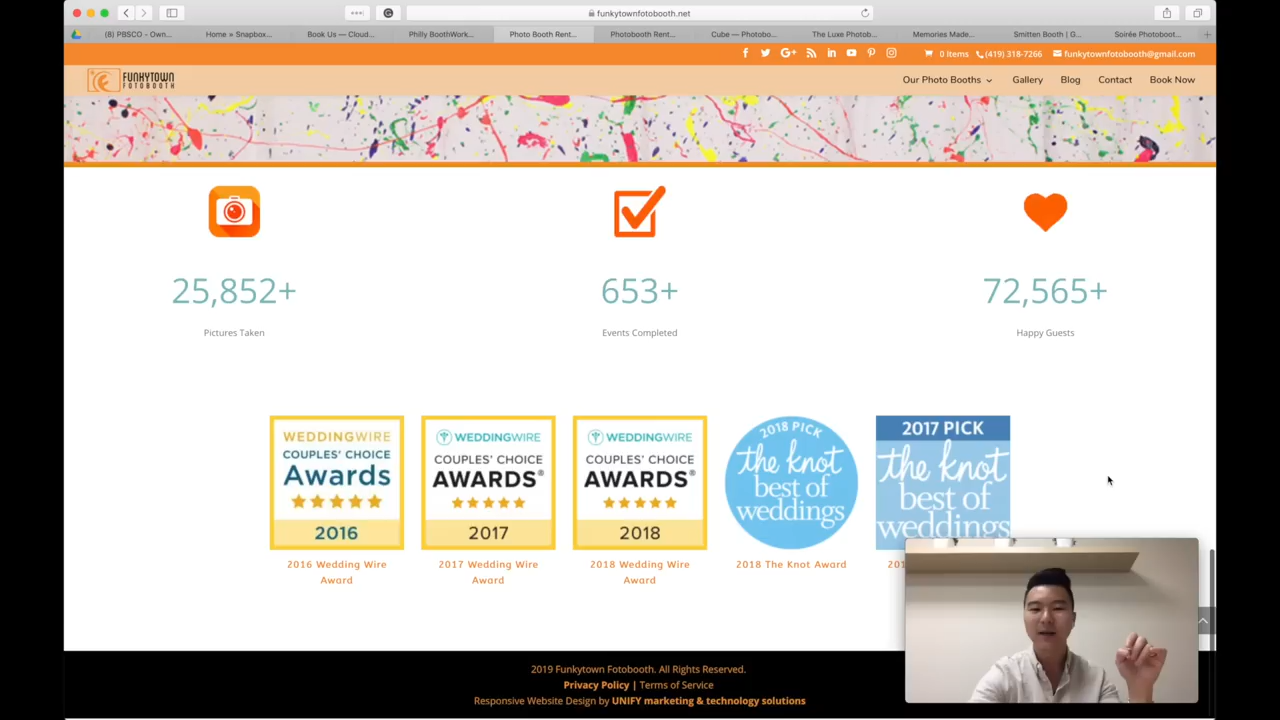 funkytownfotobooth.net
(8) PBSCO - Own...
Home » Snapbox...
Book Us — Cloud...
Philly BoothWork...
Photo Booth Rent...
Photobooth Rent...
Cube — Photobo...
The Luxe Photob...
Memories Made...
Smitten Booth | G...
Soirée Photoboot...
0 Items
(419) 318-7266
funkytownfotobooth@gmail.com
FUNKYTOWN
FOTOBOOTH
Our Photo Booths
Gallery
Blog
Contact
Book Now
25,852+
653+
72,565+
Pictures Taken
Events Completed
Happy Guests
WEDDINGWIRE
COUPLES' CHOICE
Awards
2016
WEDDINGWIRE
COUPLES' CHOICE
AWARDS®
2017
WEDDINGWIRE
COUPLES' CHOICE
AWARDS®
2018
2018 PICK
the knot
best of
weddings
2017 PICK
the knot
best of
weddings
2016 Wedding Wire
Award
2017 Wedding Wire
Award
2018 Wedding Wire
Award
2018 The Knot Award
2019 Funkytown Fotobooth. All Rights Reserved.
Privacy Policy | Terms of Service
Responsive Website Design by UNIFY marketing & technology solutions